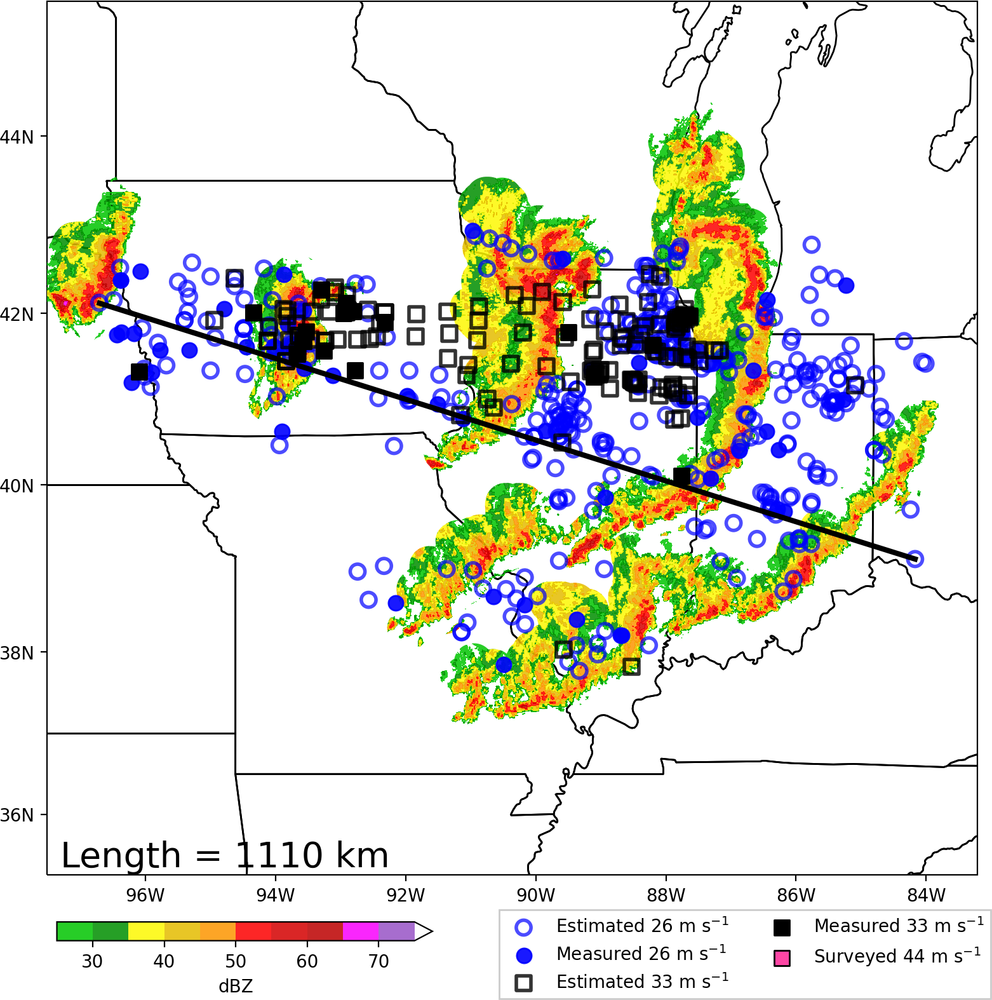 44N
42N
40N
38N
36N
Length = 1110 km
96W 94W 92W 90W 88W 86W 84W
30 40 50 60 70
dBZ
Estimated 26 m s⁻¹
Measured 26 m s⁻¹
Estimated 33 m s⁻¹
Measured 33 m s⁻¹
Surveyed 44 m s⁻¹